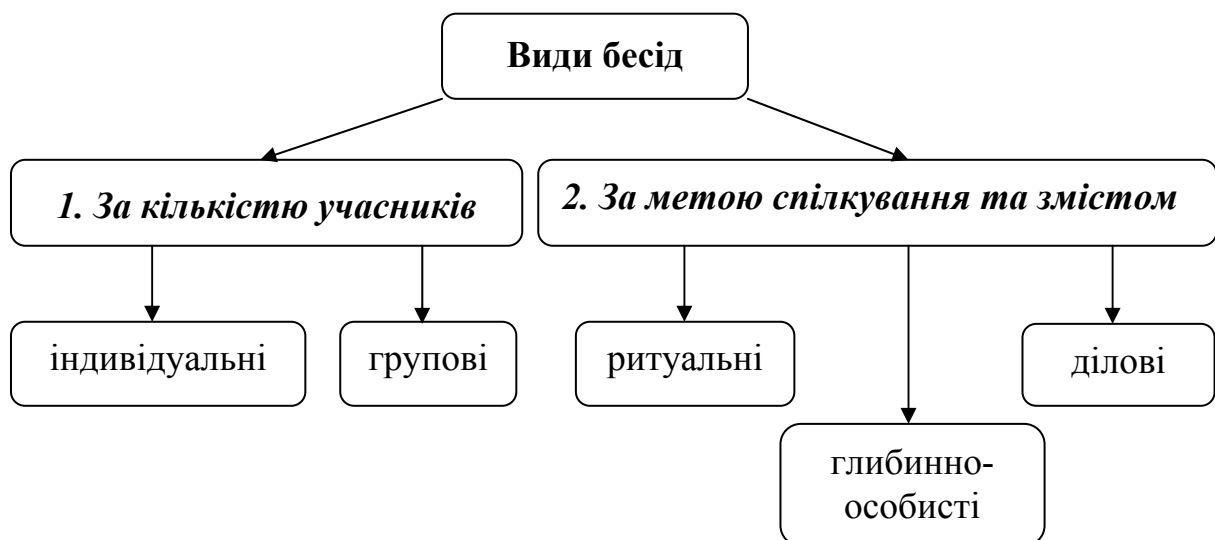 Види бесід
1. За кількістю учасників
2. За метою спілкування та змістом
індивідуальні
групові
ритуальні
ділові
глибинно-
особисті